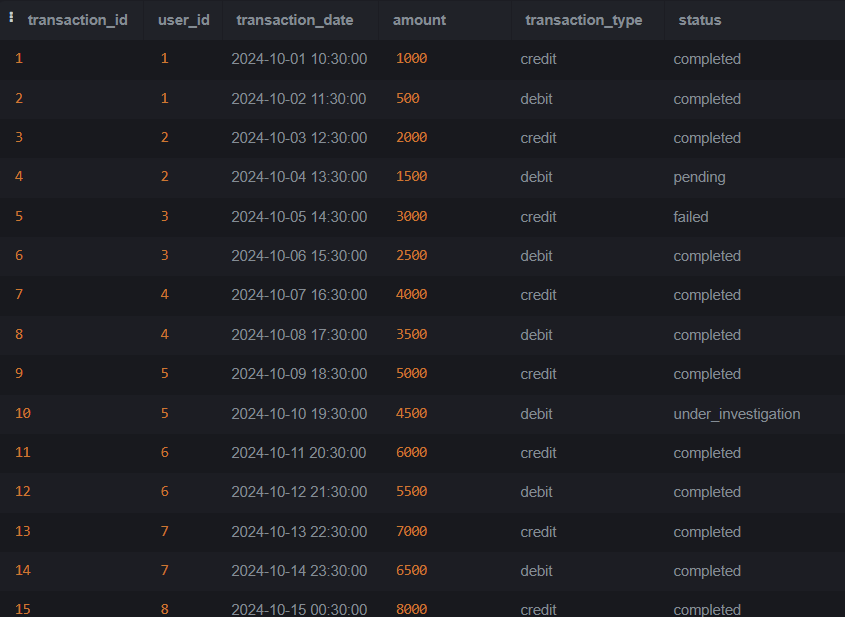 transaction_id user_id transaction_date amount transaction_type status
1 1 2024-10-01 10:30:00 1000 credit completed
2 1 2024-10-02 11:30:00 500 debit completed
3 2 2024-10-03 12:30:00 2000 credit completed
4 2 2024-10-04 13:30:00 1500 debit pending
5 3 2024-10-05 14:30:00 3000 credit failed
6 3 2024-10-06 15:30:00 2500 debit completed
7 4 2024-10-07 16:30:00 4000 credit completed
8 4 2024-10-08 17:30:00 3500 debit completed
9 5 2024-10-09 18:30:00 5000 credit completed
10 5 2024-10-10 19:30:00 4500 debit under_investigation
11 6 2024-10-11 20:30:00 6000 credit completed
12 6 2024-10-12 21:30:00 5500 debit completed
13 7 2024-10-13 22:30:00 7000 credit completed
14 7 2024-10-14 23:30:00 6500 debit completed
15 8 2024-10-15 00:30:00 8000 credit completed